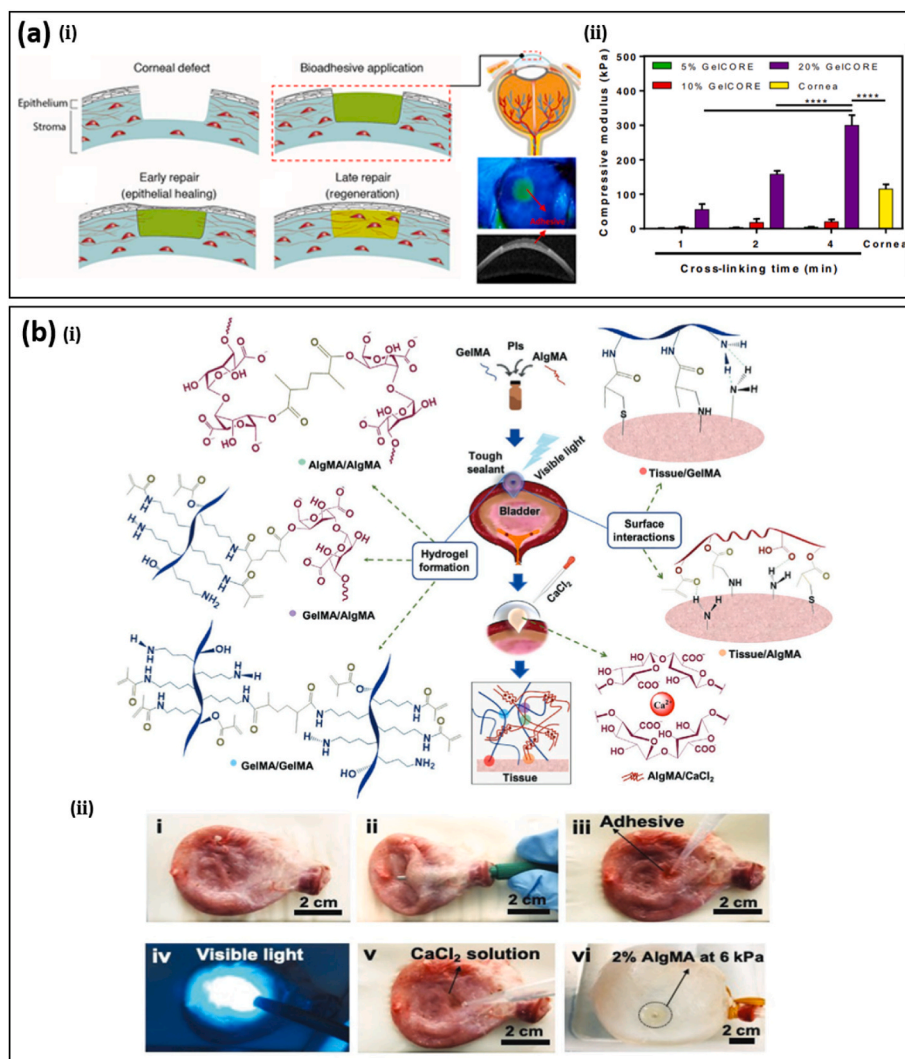 (a) (i)
Corneal defect
Bioadhesive application
Epithelium
Stroma
Early repair
(epithelial healing)
Late repair
(regeneration)
Adhesive
(ii)
Compressive modulus (kPa)
500
400
300
200
100
0
5% GelCORE
20% GelCORE
10% GelCORE
Cornea
****
****
1
2
4
Cornea
Cross-linking time (min)
(b) (i)
GelMA
PIs
AlgMA
Tough
sealant
Visible light
Bladder
Hydrogel
formation
Surface
interactions
CaCl2
Tissue
AlgMA/AlgMA
GelMA/AlgMA
GelMA/GelMA
Tissue/GelMA
Tissue/AlgMA
Ca2+
AlgMA/CaCl2
(ii)
i
2 cm
ii
2 cm
iii
Adhesive
2 cm
iv
Visible light
v
CaCl2 solution
2 cm
vi
2% AlgMA at 6 kPa
2 cm